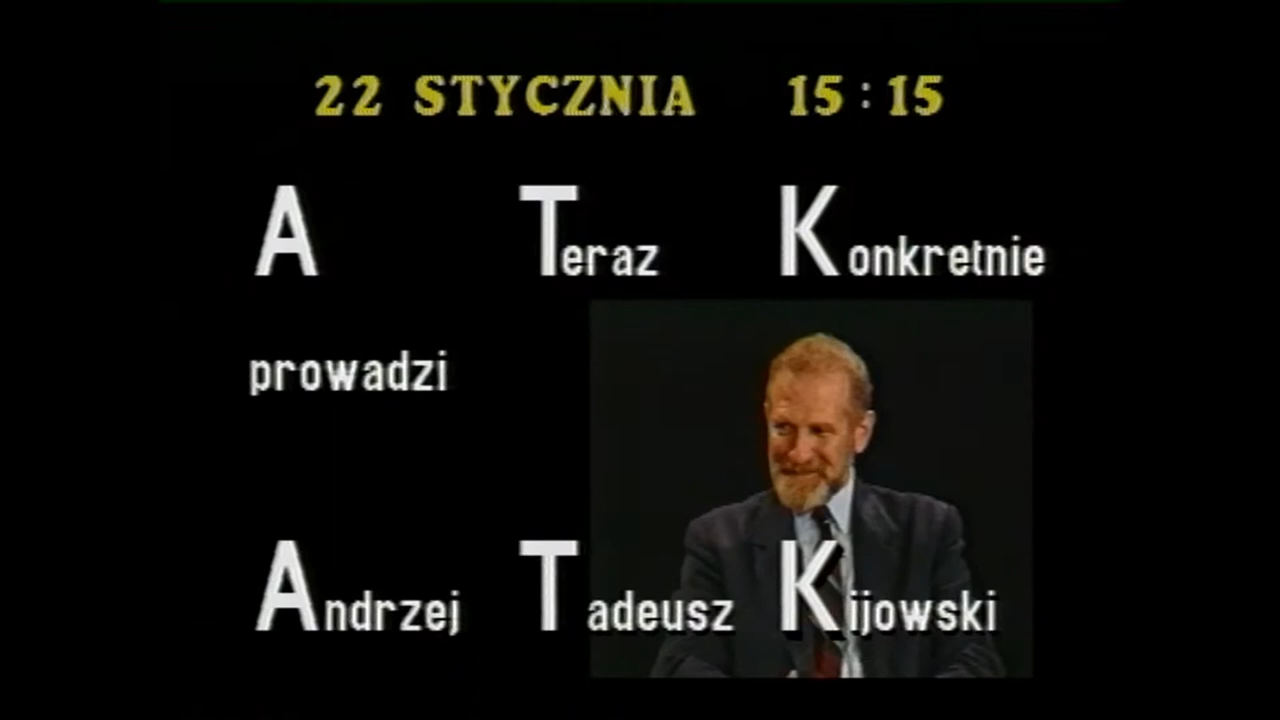 22 STYCZNIA 15:15
A Teraz Konkretnie
prowadzi
Andrzej Tadeusz Kijowski